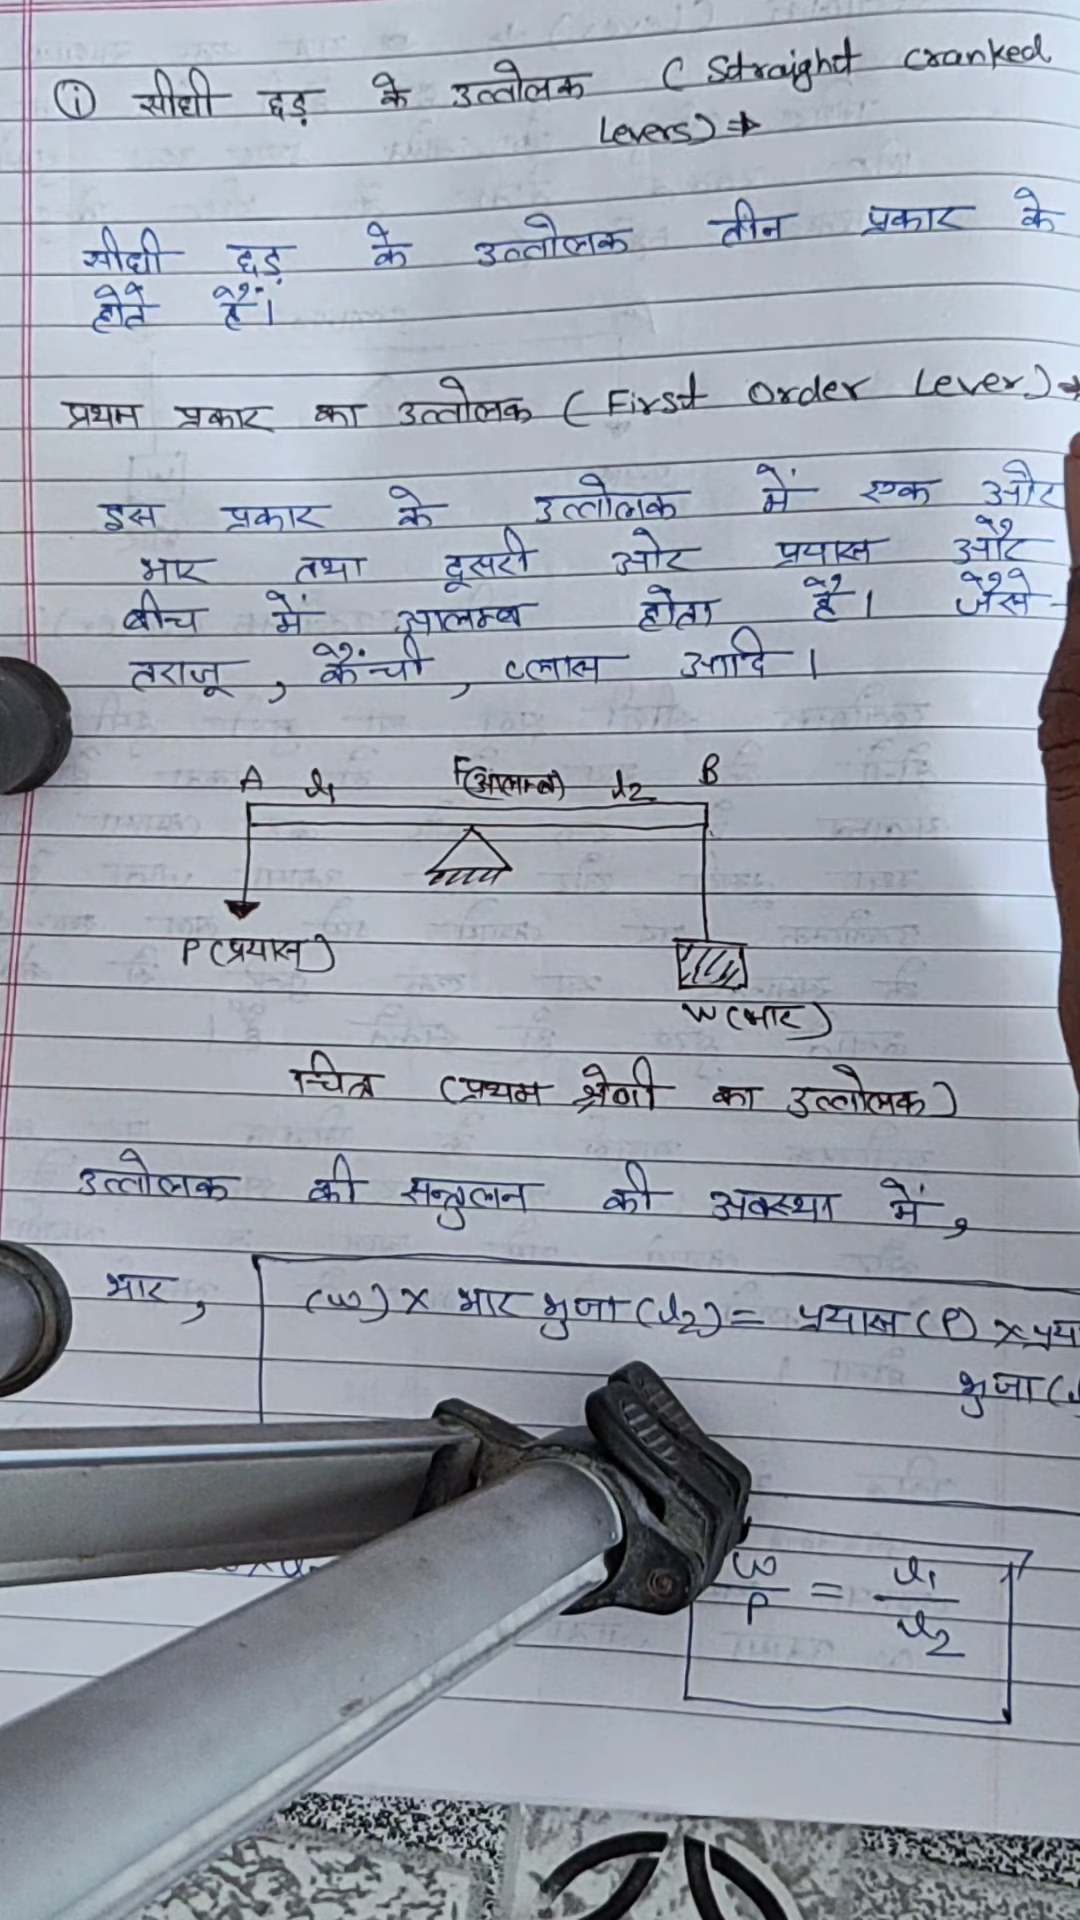 (i) सीधी छड़ के उत्तोलक (Straight cranked
Levers) ⇒
सीधी छड़ के उत्तोलक तीन प्रकार के
होते हैं।
प्रथम प्रकार का उत्तोलक (First Order Lever) →
इस प्रकार के उत्तोलक में एक ओर
भार तथा दूसरी ओर प्रयास और
बीच में आलम्ब होता है। जैसे-
तराजू, कैंची, प्लास आदि।
A l₁ F(आलम्ब) l₂ B
P(प्रयास)
W(भार)
चित्र (प्रथम श्रेणी का उत्तोलक)
उत्तोलक की सन्तुलन की अवस्था में,
भार, (W) × भार भुजा (l₂) = प्रयास (P) ×
भुजा (
W/P = l₁/l₂